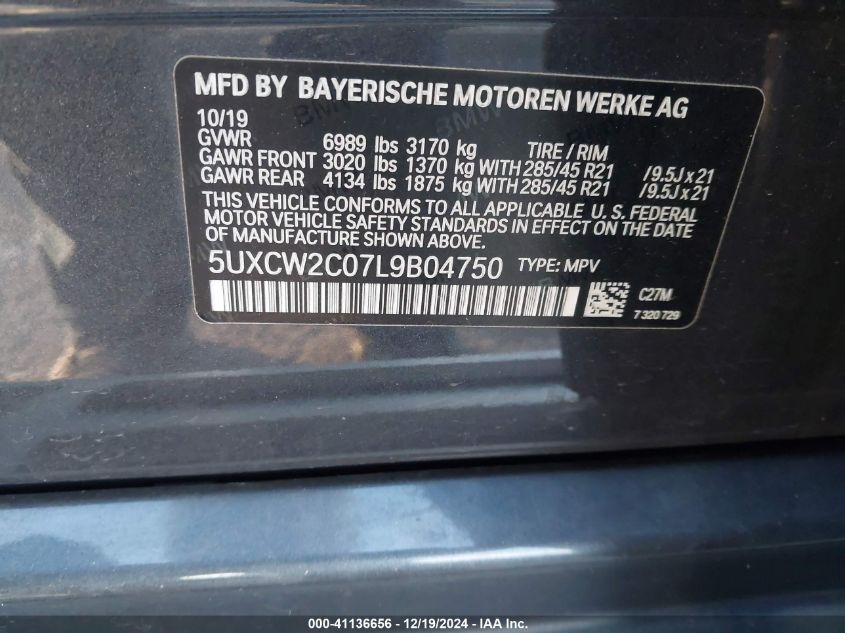 MFD BY BAYERISCHE MOTOREN WERKE AG
10/19
GVWR 6989 lbs 3170 kg TIRE / RIM
GAWR FRONT 3020 lbs 1370 kg WITH 285/45 R21 /9.5J x 21
GAWR REAR 4134 lbs 1875 kg WITH 285/45 R21 /9.5J x 21
THIS VEHICLE CONFORMS TO ALL APPLICABLE U. S. FEDERAL
MOTOR VEHICLE SAFETY STANDARDS IN EFFECT ON THE DATE
OF MANUFACTURE SHOWN ABOVE.
5UXCW2C07L9B04750 TYPE: MPV
C27M
7 320 729
000-41136656 - 12/19/2024 - IAA Inc.